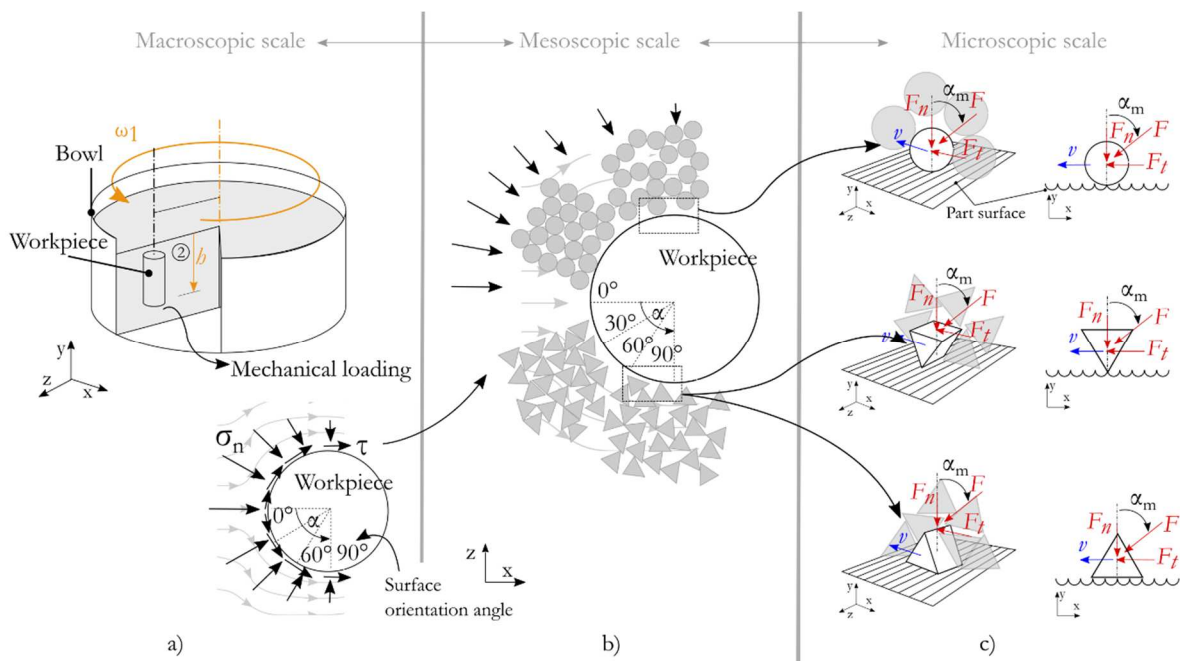 Macroscopic scale
Mesoscopic scale
Microscopic scale
ω1
Bowl
Workpiece
②
h
y
z
x
Mechanical loading
σn
τ
Workpiece
0°
α
60°
90°
Surface
orientation angle
a)
Workpiece
0°
α
30°
60°
90°
z
x
b)
Fn
αm
F
v
Ft
y
z
x
Part surface
αm
Fn
F
v
Ft
y
x
Fn
αm
F
v
Ft
y
z
x
αm
Fn
F
v
Ft
y
x
Fn
αm
F
v
Ft
y
z
x
αm
Fn
F
v
Ft
y
x
c)